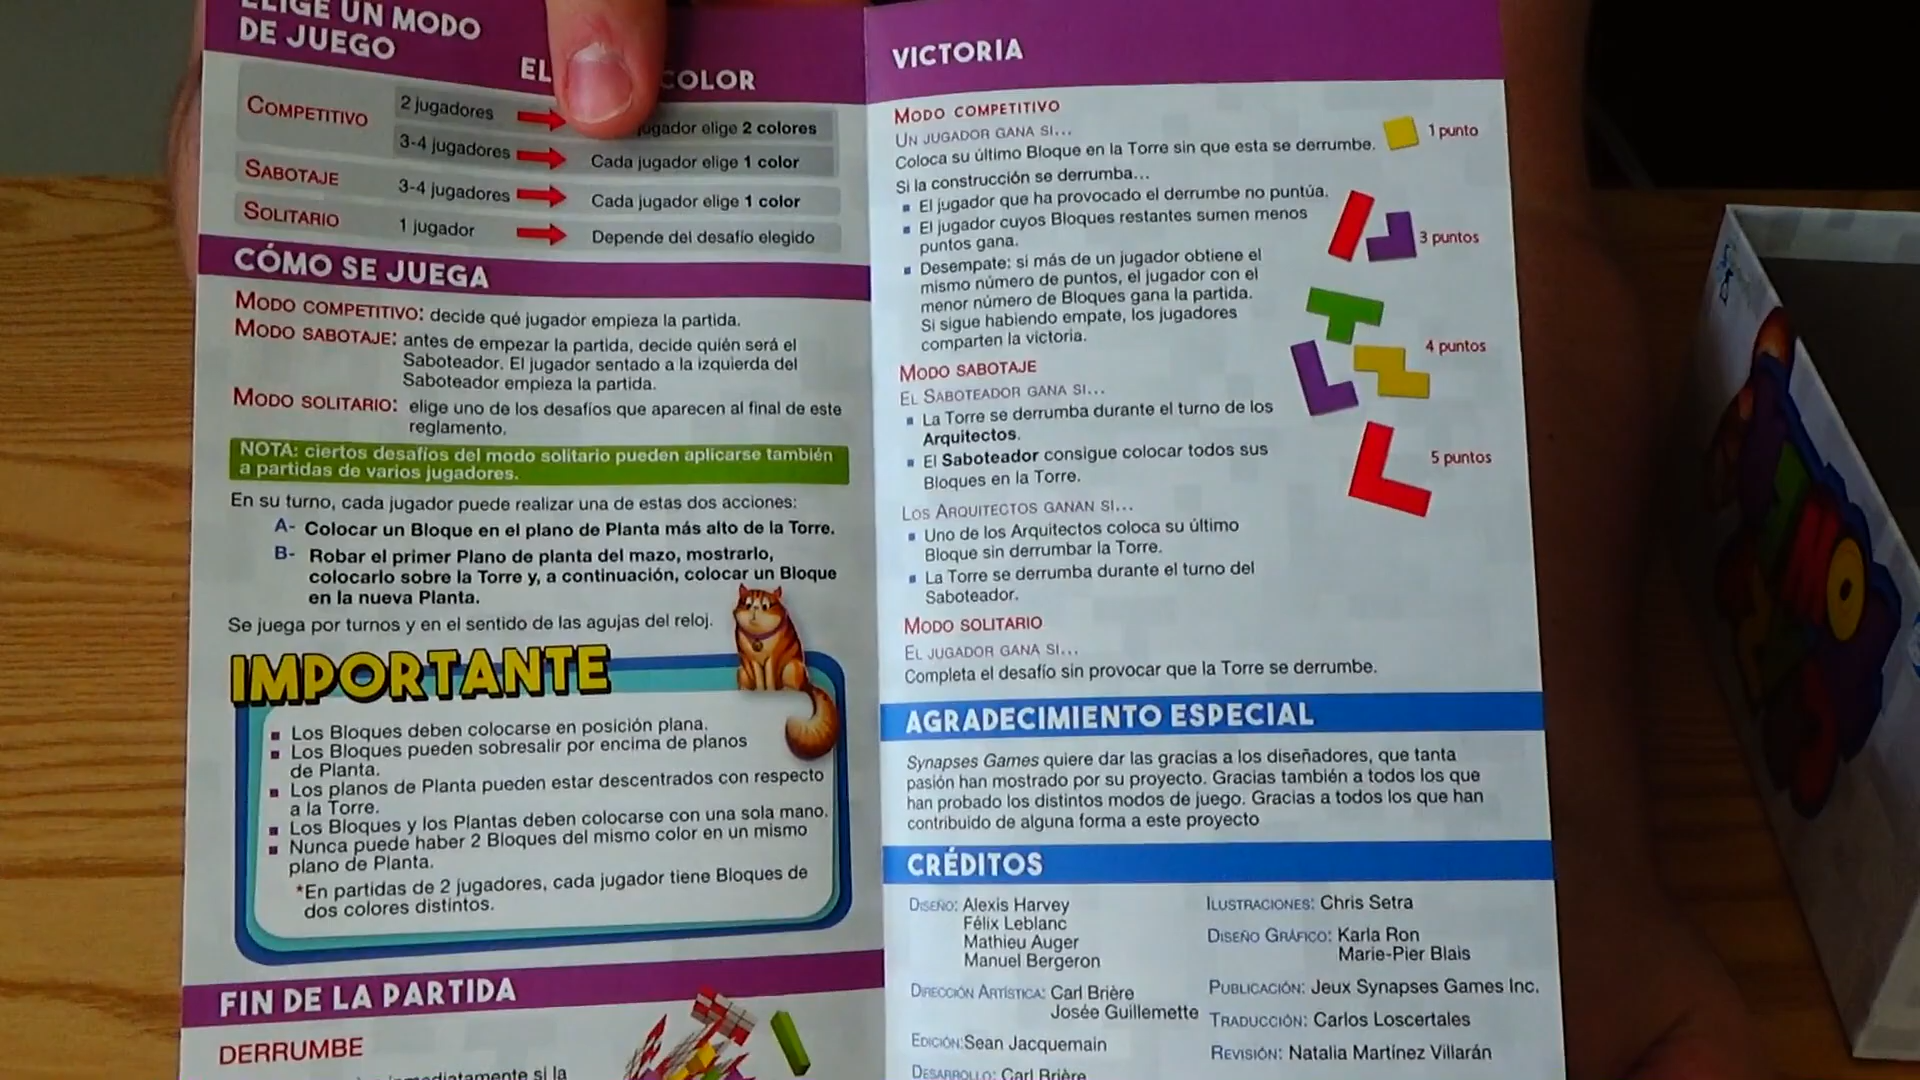 ELIGE UN MODO
DE JUEGO
EL
COLOR
COMPETITIVO
2 jugadores
jugador elige 2 colores
3-4 jugadores
Cada jugador elige 1 color
SABOTAJE
3-4 jugadores
Cada jugador elige 1 color
SOLITARIO
1 jugador
Depende del desafío elegido
CÓMO SE JUEGA
MODO COMPETITIVO: decide qué jugador empieza la partida.
MODO SABOTAJE: antes de empezar la partida, decide quién será el
Saboteador. El jugador sentado a la izquierda del
Saboteador empieza la partida.
MODO SOLITARIO: elige uno de los desafíos que aparecen al final de este
reglamento.
NOTA: ciertos desafíos del modo solitario pueden aplicarse también
a partidas de varios jugadores.
En su turno, cada jugador puede realizar una de estas dos acciones:
A- Colocar un Bloque en el plano de Planta más alto de la Torre.
B- Robar el primer Plano de planta del mazo, mostrarlo,
colocarlo sobre la Torre y, a continuación, colocar un Bloque
en la nueva Planta.
Se juega por turnos y en el sentido de las agujas del reloj.
IMPORTANTE
Los Bloques deben colocarse en posición plana.
Los Bloques pueden sobresalir por encima de planos
de Planta.
Los planos de Planta pueden estar descentrados con respecto
a la Torre.
Los Bloques y los Plantas deben colocarse con una sola mano.
Nunca puede haber 2 Bloques del mismo color en un mismo
plano de Planta.
*En partidas de 2 jugadores, cada jugador tiene Bloques de
dos colores distintos.
FIN DE LA PARTIDA
DERRUMBE
inmediatamente si la
VICTORIA
MODO COMPETITIVO
UN JUGADOR GANA SI...
Coloca su último Bloque en la Torre sin que esta se derrumbe.
Si la construcción se derrumba...
El jugador que ha provocado el derrumbe no puntúa.
El jugador cuyos Bloques restantes sumen menos
puntos gana.
Desempate: si más de un jugador obtiene el
mismo número de puntos, el jugador con el
menor número de Bloques gana la partida.
Si sigue habiendo empate, los jugadores
comparten la victoria.
1 punto
3 puntos
4 puntos
5 puntos
MODO SABOTAJE
EL SABOTEADOR GANA SI...
La Torre se derrumba durante el turno de los
Arquitectos.
El Saboteador consigue colocar todos sus
Bloques en la Torre.
LOS ARQUITECTOS GANAN SI...
Uno de los Arquitectos coloca su último
Bloque sin derrumbar la Torre.
La Torre se derrumba durante el turno del
Saboteador.
MODO SOLITARIO
EL JUGADOR GANA SI...
Completa el desafío sin provocar que la Torre se derrumbe.
AGRADECIMIENTO ESPECIAL
Synapses Games quiere dar las gracias a los diseñadores, que tanta
pasión han mostrado por su proyecto. Gracias también a todos los que
han probado los distintos modos de juego. Gracias a todos los que han
contribuido de alguna forma a este proyecto
CRÉDITOS
DISEÑO: Alexis Harvey
Félix Leblanc
Mathieu Auger
Manuel Bergeron
DIRECCIÓN ARTÍSTICA: Carl Brière
Josée Guillemette
EDICIÓN: Sean Jacquemain
DESARROLLO: Carl Brière
ILUSTRACIONES: Chris Setra
DISEÑO GRÁFICO: Karla Ron
Marie-Pier Blais
PUBLICACIÓN: Jeux Synapses Games Inc.
TRADUCCIÓN: Carlos Loscertales
REVISIÓN: Natalia Martinez Villarán